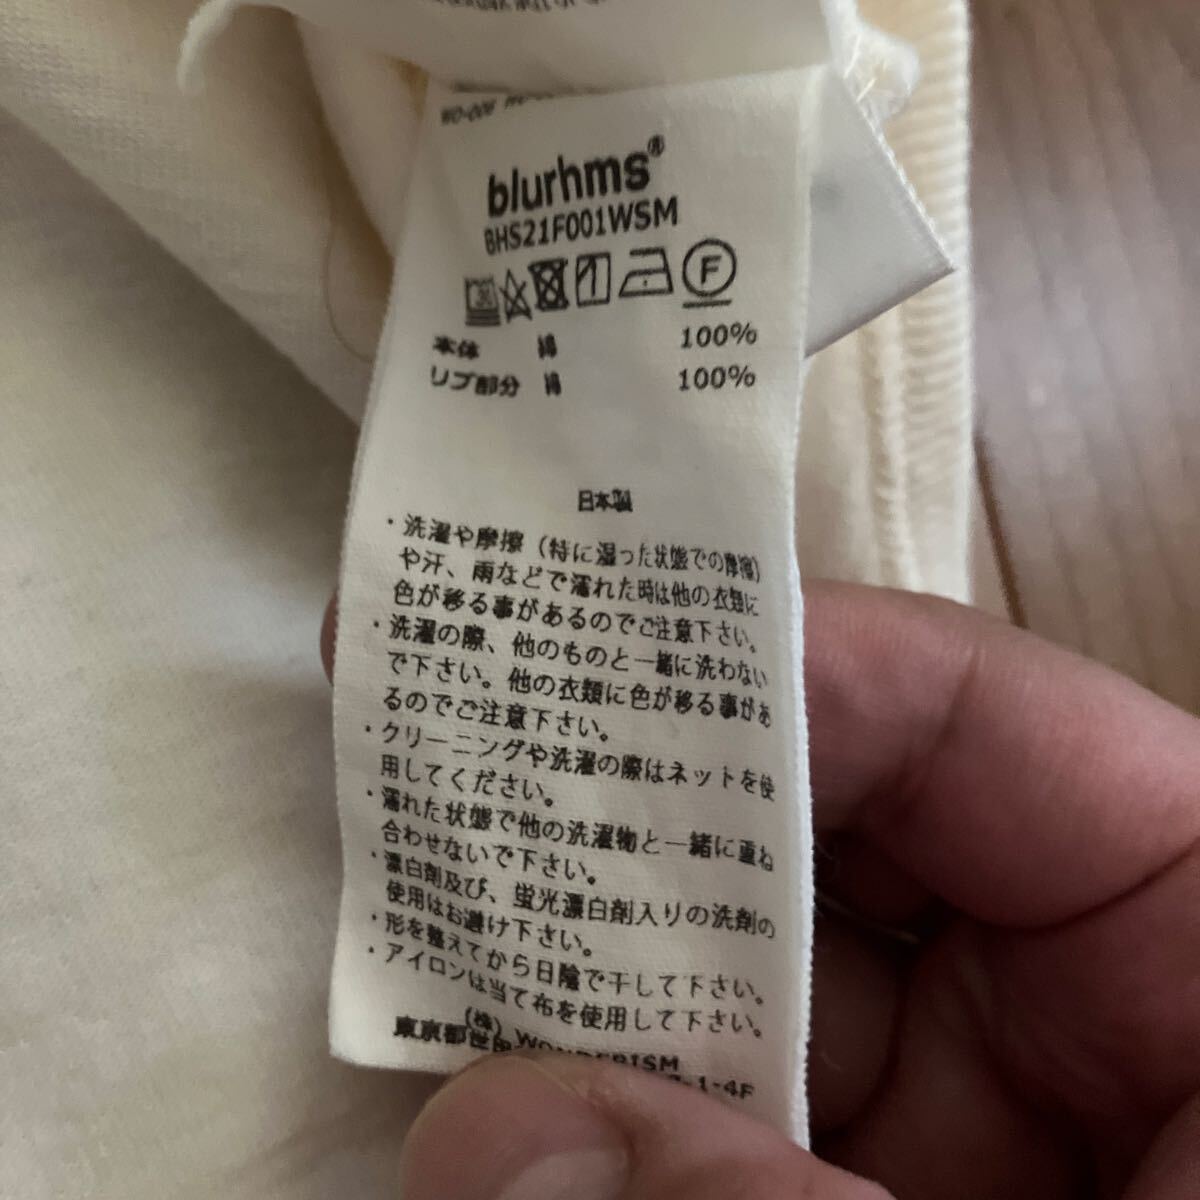 blurhms®
BHS21F001WSM
30
F
本体 綿 100%
リブ部分 綿 100%
日本製
・洗濯や摩擦(特に湿った状態での摩擦)
や汗、雨などで濡れた時は他の衣類に
色が移る事があるのでご注意下さい。
・洗濯の際、他のものと一緒に洗わない
で下さい。他の衣類に色が移る事があ
るのでご注意下さい。
・クリーニングや洗濯の際はネットを使
用してください。
・濡れた状態で他の洗濯物と一緒に重ね
合わせないで下さい。
・漂白剤及び、蛍光漂白剤入りの洗剤の
使用はお避け下さい。
・形を整えてから日陰で干して下さい。
・アイロンは当て布を使用して下さい。
(株) WONDERISM
東京都世田
-1-4F